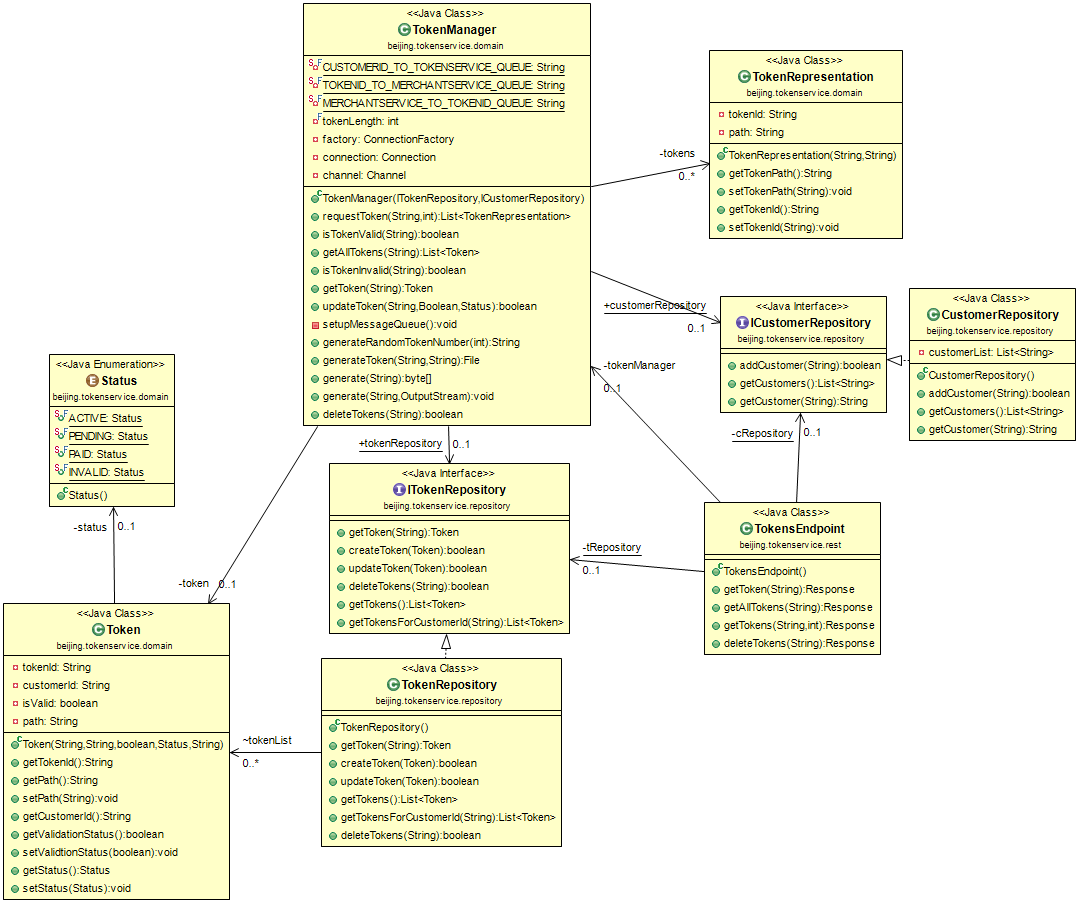 <<Java Class>>
TokenManager
beijing.tokenservice.domain
CUSTOMERID_TO_TOKENSERVICE_QUEUE: String
TOKENID_TO_MERCHANTSERVICE_QUEUE: String
MERCHANTSERVICE_TO_TOKENID_QUEUE: String
tokenLength: int
factory: ConnectionFactory
connection: Connection
channel: Channel
TokenManager(ITokenRepository,ICustomerRepository)
requestToken(String,int):List<TokenRepresentation>
isTokenValid(String):boolean
getAllTokens(String):List<Token>
isTokenInvalid(String):boolean
getToken(String):Token
updateToken(String,Boolean,Status):boolean
setupMessageQueue():void
generateRandomTokenNumber(int):String
generateToken(String,String):File
generate(String):byte[]
generate(String,OutputStream):void
deleteTokens(String):boolean
<<Java Class>>
TokenRepresentation
beijing.tokenservice.domain
tokenId: String
path: String
TokenRepresentation(String,String)
getTokenPath():String
setTokenPath(String):void
getTokenId():String
setTokenId(String):void
-tokens
0..*
+customerRepository
0..1
<<Java Interface>>
ICustomerRepository
beijing.tokenservice.repository
addCustomer(String):boolean
getCustomers():List<String>
getCustomer(String):String
<<Java Class>>
CustomerRepository
beijing.tokenservice.repository
customerList: List<String>
CustomerRepository()
addCustomer(String):boolean
getCustomers():List<String>
getCustomer(String):String
-tokenManager
0..1
-cRepository
0..1
<<Java Enumeration>>
Status
beijing.tokenservice.domain
ACTIVE: Status
PENDING: Status
PAID: Status
INVALID: Status
Status()
-status
0..1
+tokenRepository
0..1
<<Java Interface>>
ITokenRepository
beijing.tokenservice.repository
getToken(String):Token
createToken(Token):boolean
updateToken(Token):boolean
deleteTokens(String):boolean
getTokens():List<Token>
getTokensForCustomerId(String):List<Token>
-tRepository
0..1
<<Java Class>>
TokensEndpoint
beijing.tokenservice.rest
TokensEndpoint()
getToken(String):Response
getAllTokens(String):Response
getTokens(String,int):Response
deleteTokens(String):Response
-token
0..1
<<Java Class>>
Token
beijing.tokenservice.domain
tokenId: String
customerId: String
isValid: boolean
path: String
Token(String,String,boolean,Status,String)
getTokenId():String
getPath():String
setPath(String):void
getCustomerId():String
getValidationStatus():boolean
setValidtionStatus(boolean):void
getStatus():Status
setStatus(Status):void
~tokenList
0..*
<<Java Class>>
TokenRepository
beijing.tokenservice.repository
TokenRepository()
getToken(String):Token
createToken(Token):boolean
updateToken(Token):boolean
getTokens():List<Token>
getTokensForCustomerId(String):List<Token>
deleteTokens(String):boolean